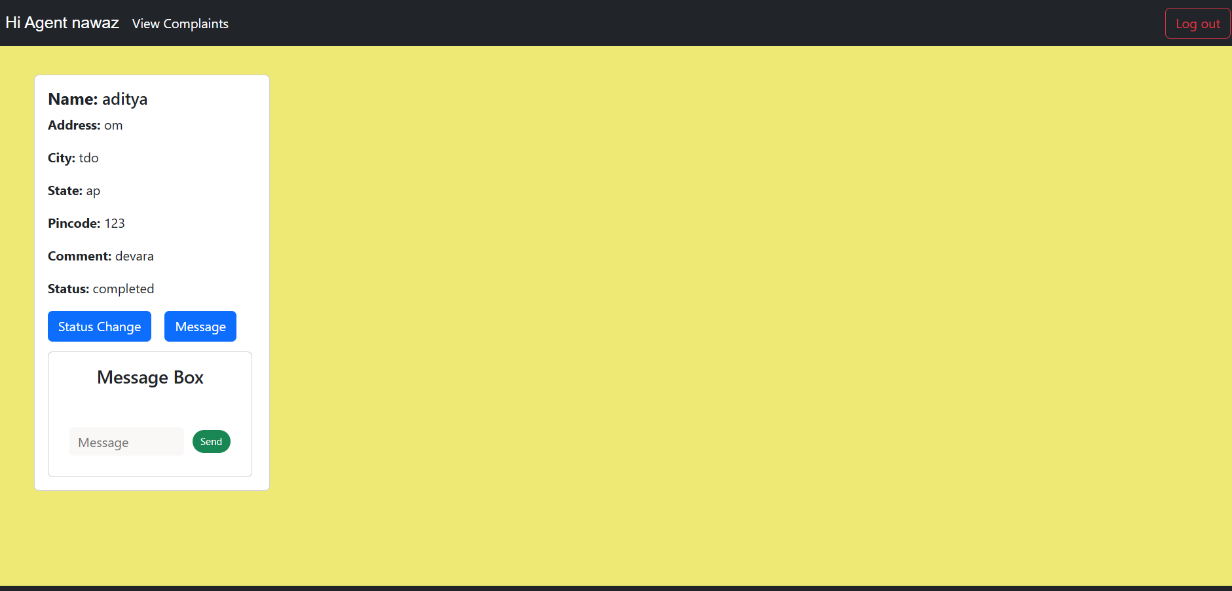 Hi Agent nawaz View Complaints Log out
Name: aditya
Address: om
City: tdo
State: ap
Pincode: 123
Comment: devara
Status: completed
Status Change Message
Message Box
Message Send